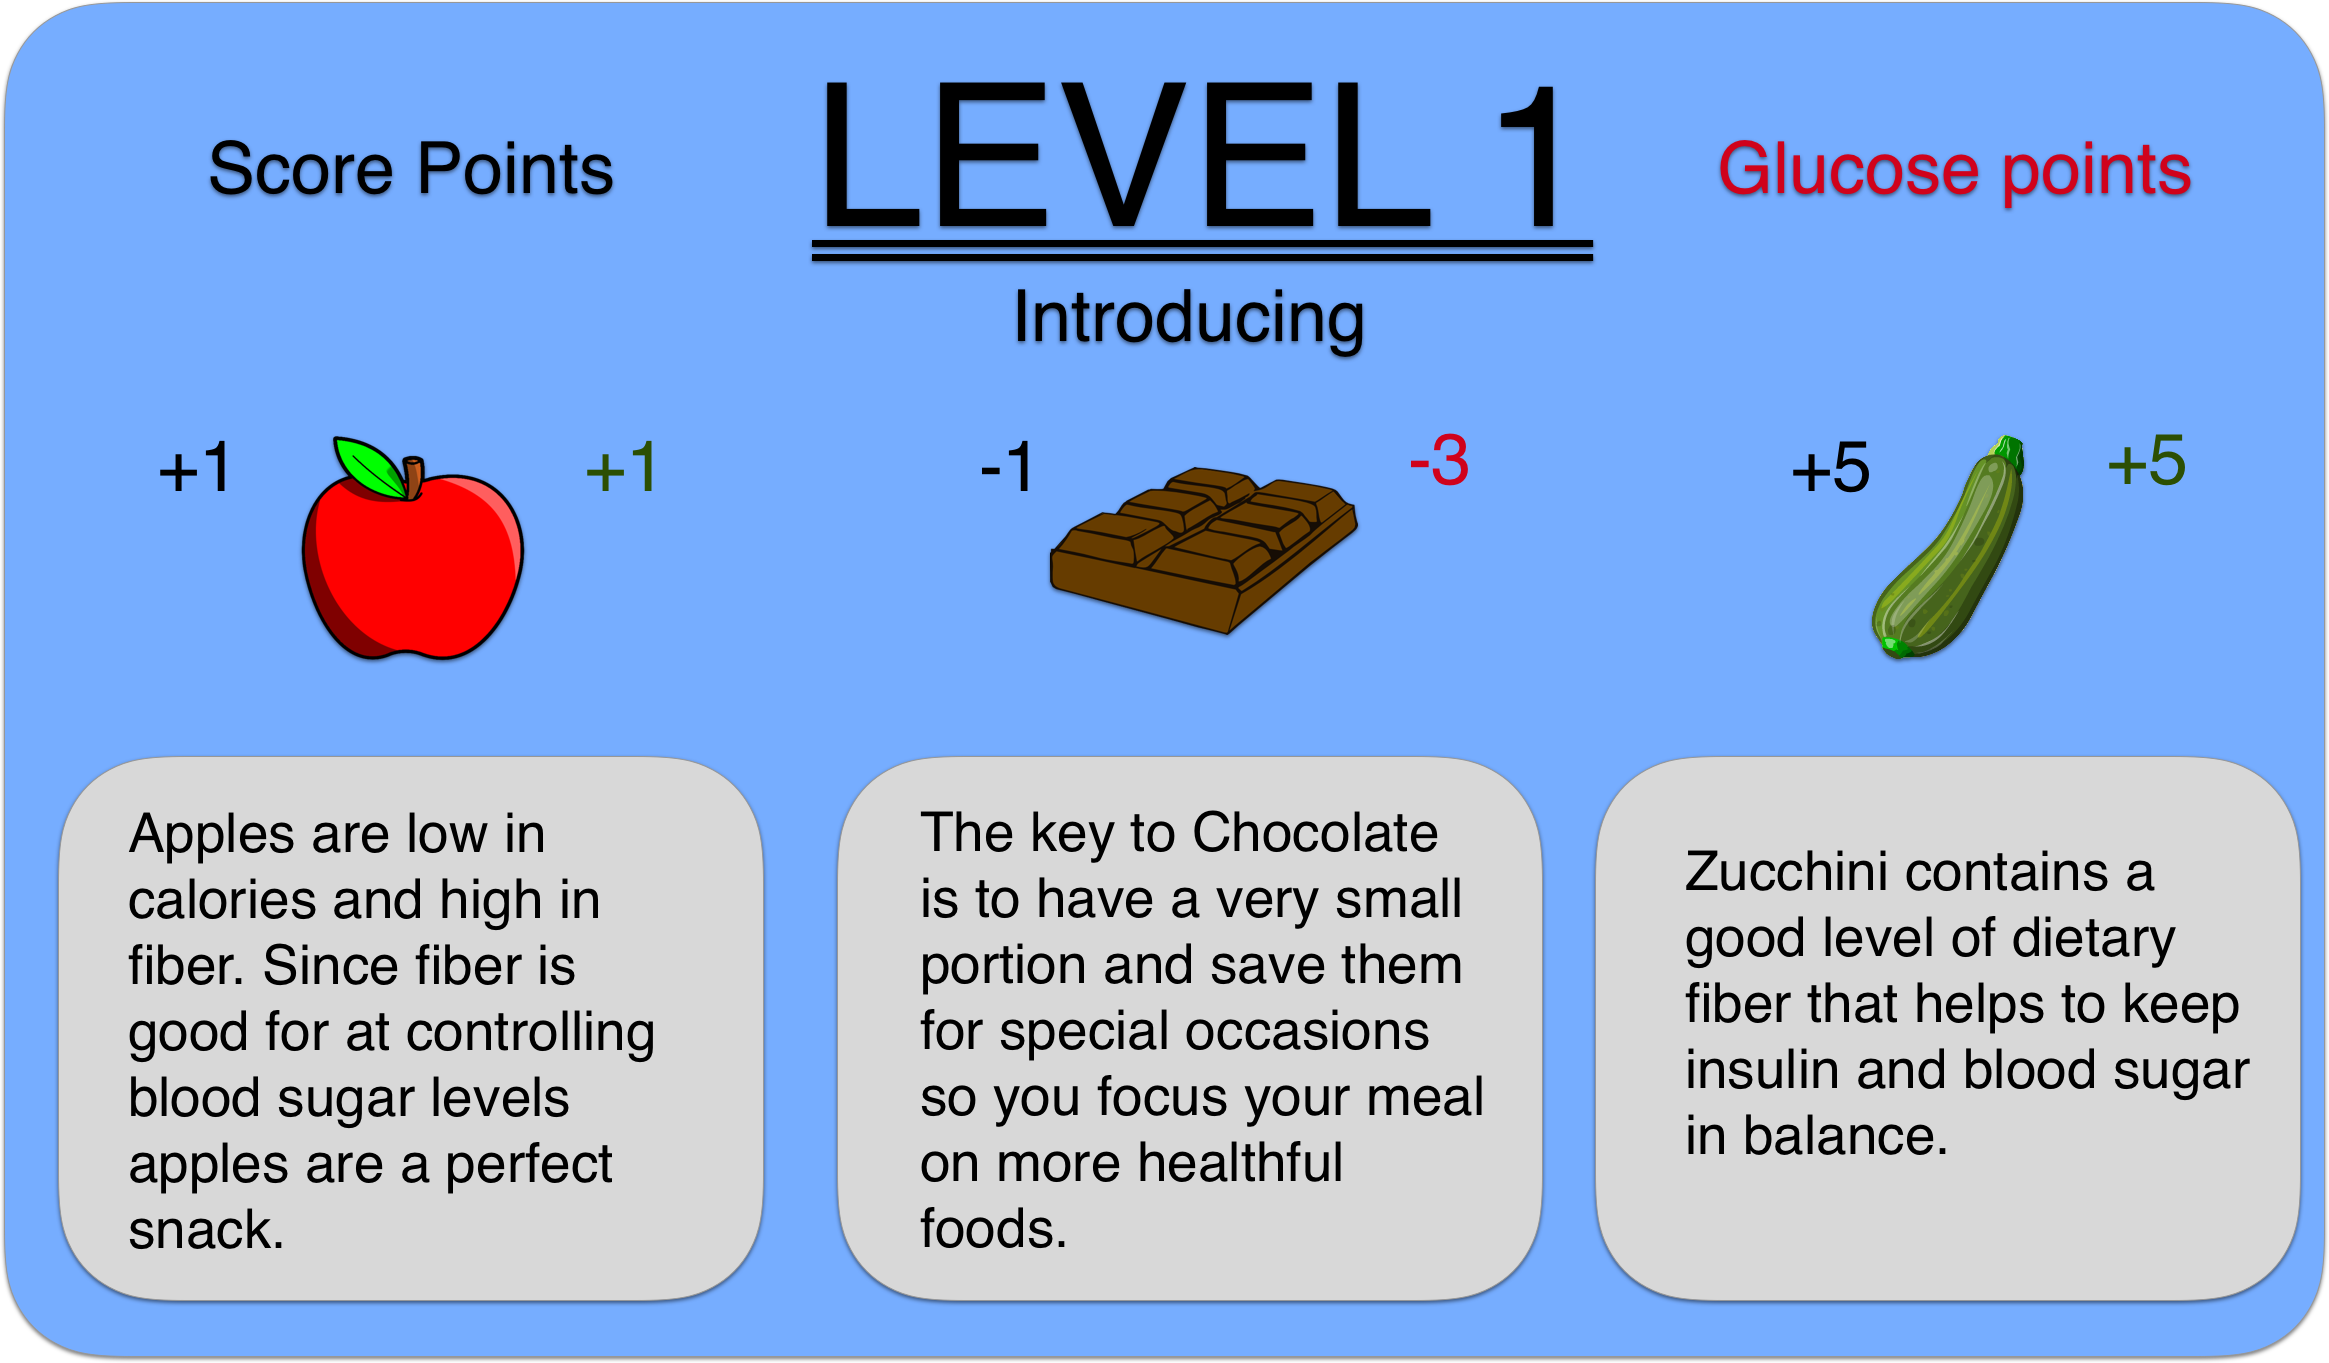 LEVEL 1
Score Points
Glucose points
Introducing
+1
+1
-1
-3
+5
+5
Apples are low in
calories and high in
fiber. Since fiber is
good for at controlling
blood sugar levels
apples are a perfect
snack.
The key to Chocolate
is to have a very small
portion and save them
for special occasions
so you focus your meal
on more healthful
foods.
Zucchini contains a
good level of dietary
fiber that helps to keep
insulin and blood sugar
in balance.